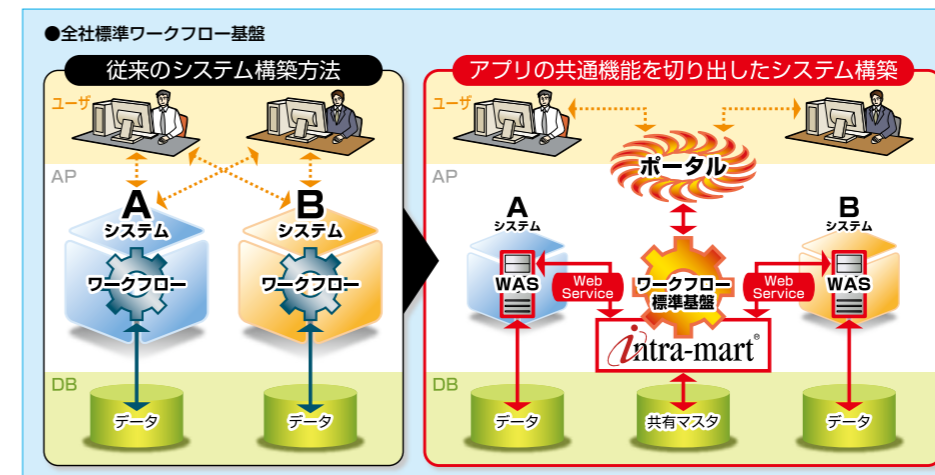 ●全社標準ワークフロー基盤
従来のシステム構築方法
ユーザ
AP
A
システム
ワークフロー
B
システム
ワークフロー
DB
データ
データ
アプリの共通機能を切り出したシステム構築
ユーザ
ポータル
AP
A
システム
WAS
Web
Service
ワークフロー
標準基盤
Web
Service
B
システム
WAS
intra-mart®
DB
データ
共有マスタ
データ